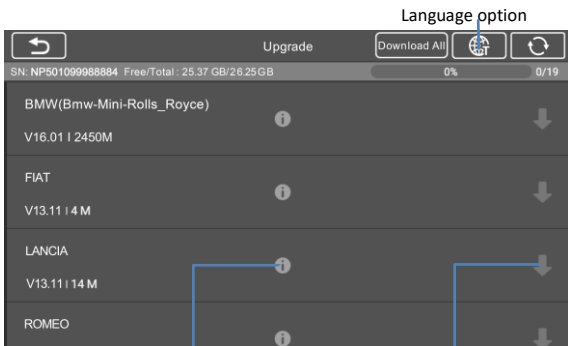 Language option
Upgrade
Download All
SN: NP501099988884 Free/Total : 25.37 GB/26.25GB
0%
0/19
BMW(Bmw-Mini-Rolls_Royce)
V16.01 I 2450M
FIAT
V13.11 I 4 M
LANCIA
V13.11 I 14 M
ROMEO